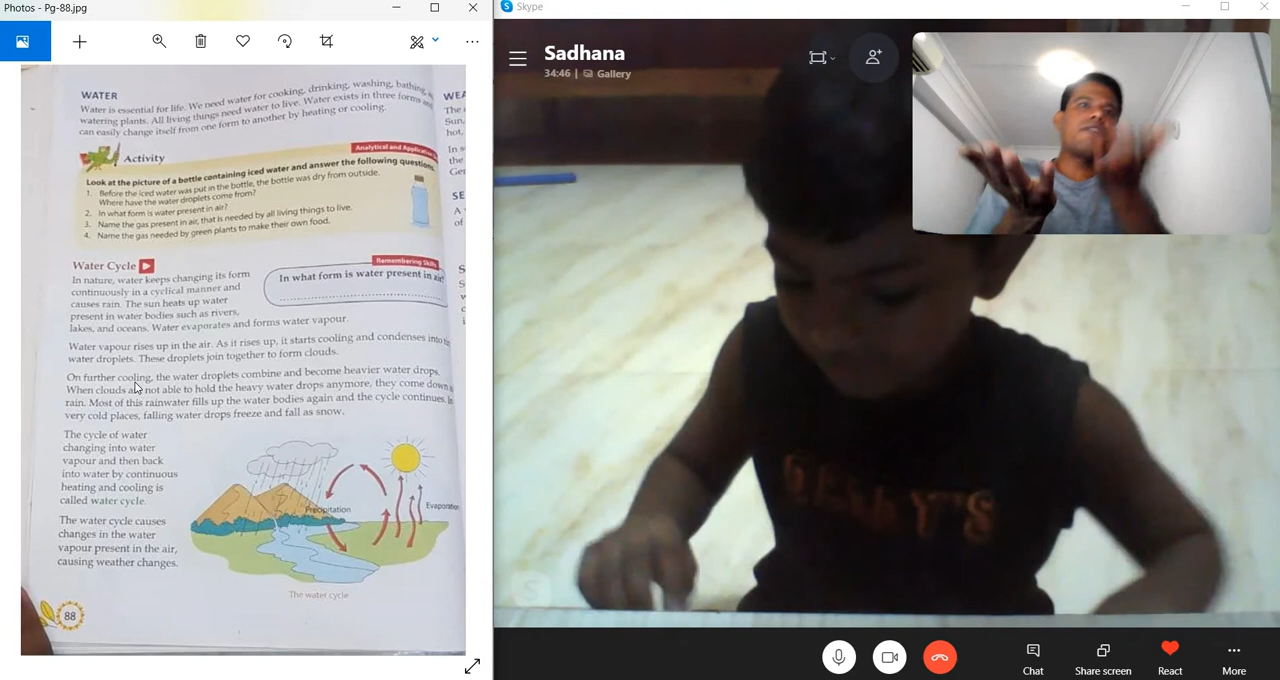 Photos - Pg-88.jpg
WATER
Water is essential for life. We need water for cooking, drinking, washing, bathing,
watering plants. All living things need water to live. Water exists in three forms and
can easily change itself from one form to another by heating or cooling.
Activity
Analytical and
Look at the picture of a bottle containing iced water and answer the following questions.
1. Before the iced water was put in the bottle, the bottle was dry from outside.
Where have the water droplets come from?
2. In what form is water present in air?
3. Name the gas present in air, that is needed by all living things to live.
4. Name the gas needed by green plants to make their own food.
Water Cycle
Remembering Skills
In what form is water present in air?
In nature, water keeps changing its form
continuously in a cyclical manner and
causes rain. The sun heats up water
present in water bodies such as rivers,
lakes, and oceans. Water evaporates and forms water vapour.
Water vapour rises up in the air. As it rises up, it starts cooling and condenses into
water droplets. These droplets join together to form clouds.
On further cooling, the water droplets combine and become heavier water drops.
When clouds are not able to hold the heavy water drops anymore, they come down
rain. Most of this rainwater fills up the water bodies again and the cycle continues. In
very cold places, falling water drops freeze and fall as snow.
The cycle of water
changing into water
vapour and then back
into water by continuous
heating and cooling is
called water cycle.
The water cycle causes
changes in the water
vapour present in the air,
causing weather changes.
Precipitation
Evaporation
The water cycle
88
WEA
The
Sun,
hot,
In s
the
Ger
SE
A
of
Skype
Sadhana
34:46 | Gallery
Chat
Share screen
React
More